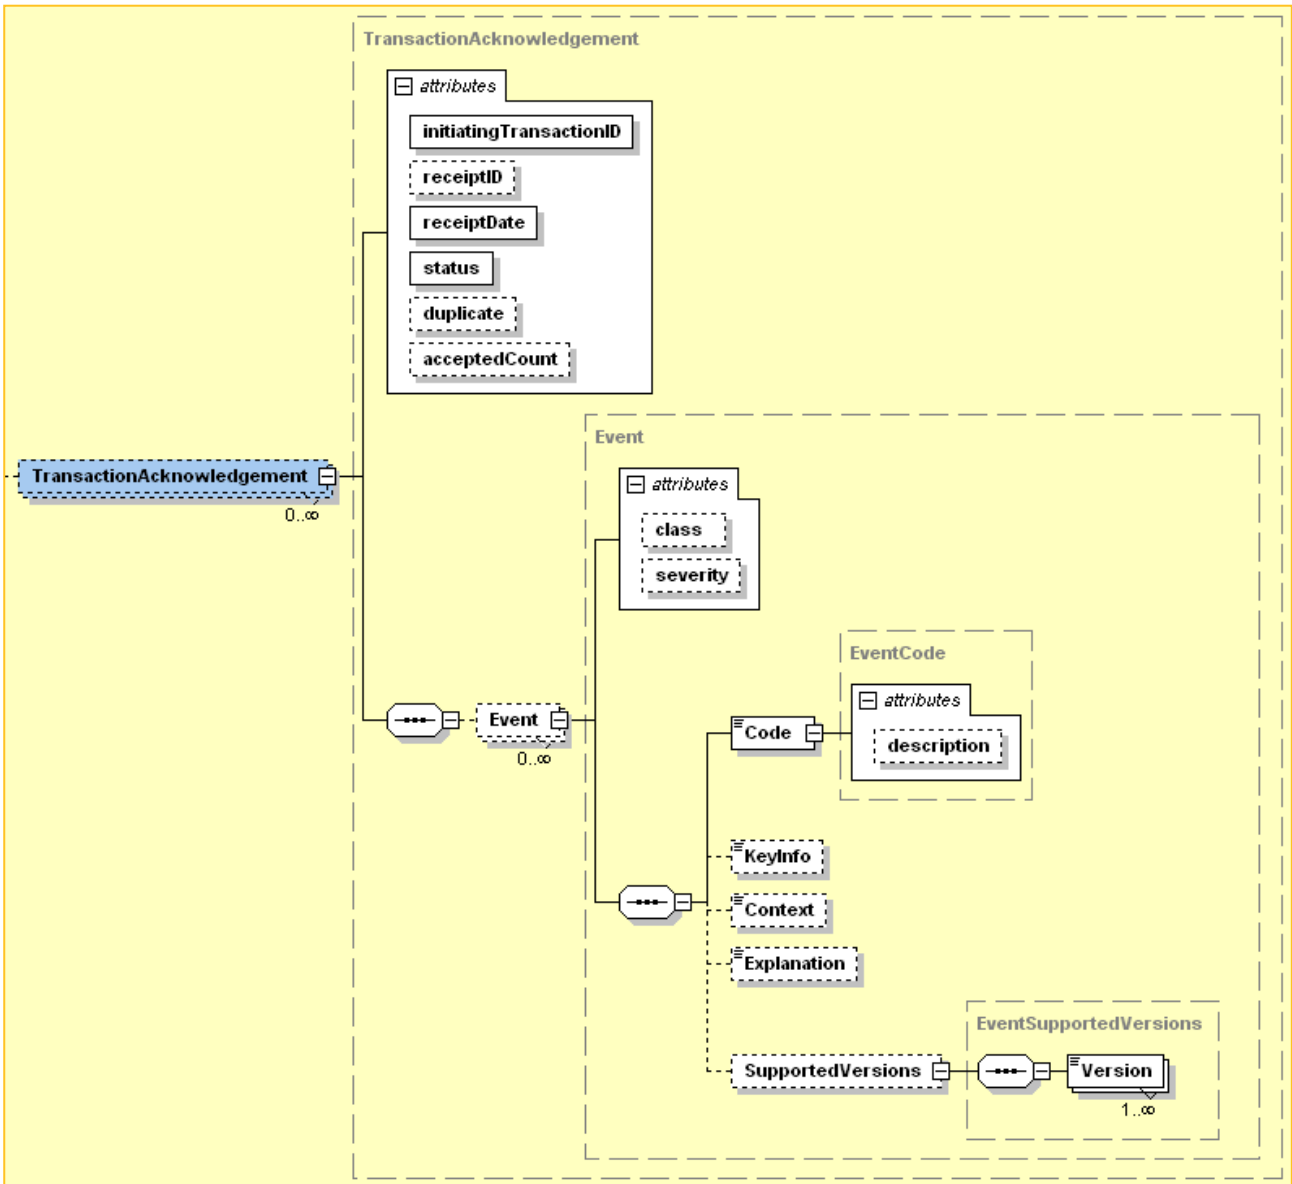 TransactionAcknowledgement
attributes
initiatingTransactionID
receiptID
receiptDate
status
duplicate
acceptedCount
TransactionAcknowledgement
0..∞
Event
attributes
class
severity
Event
0..∞
EventCode
attributes
Code
description
KeyInfo
Context
Explanation
EventSupportedVersions
SupportedVersions
Version
1..∞